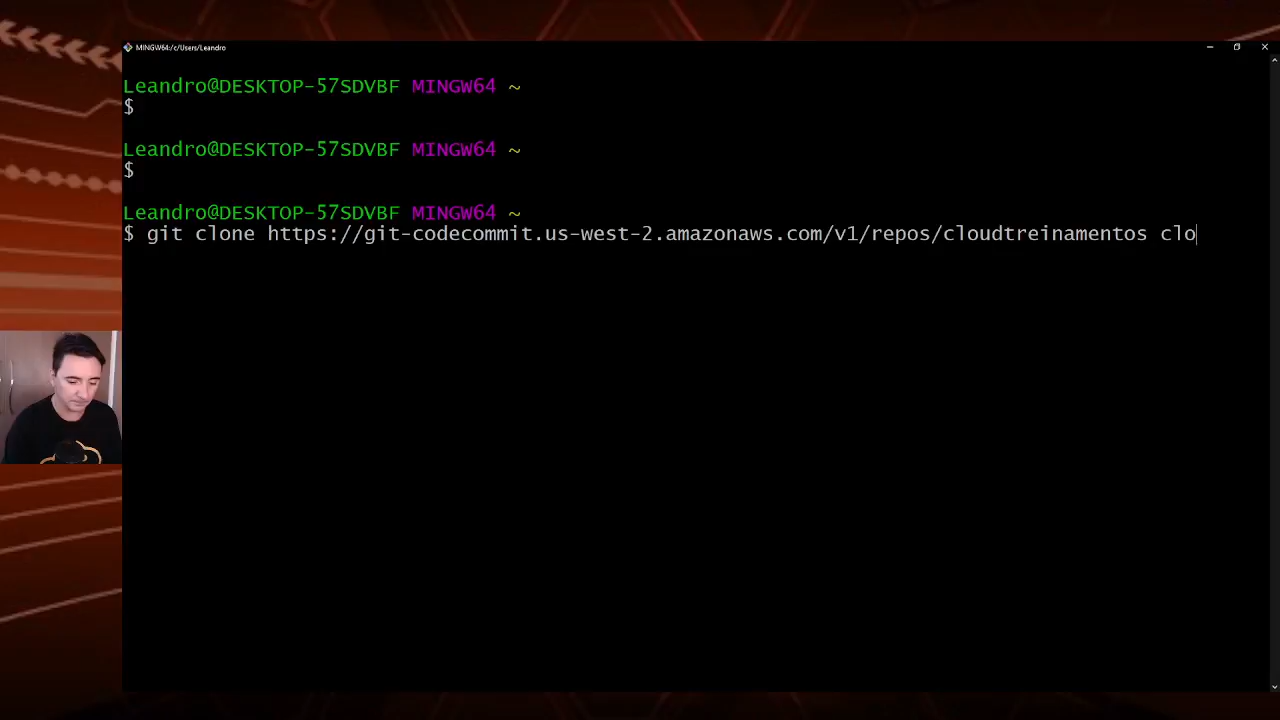 MINGW64:/c/Users/Leandro
Leandro@DESKTOP-57SDVBF MINGW64 ~
$
Leandro@DESKTOP-57SDVBF MINGW64 ~
$
Leandro@DESKTOP-57SDVBF MINGW64 ~
$ git clone https://git-codecommit.us-west-2.amazonaws.com/v1/repos/cloudtreinamentos clo